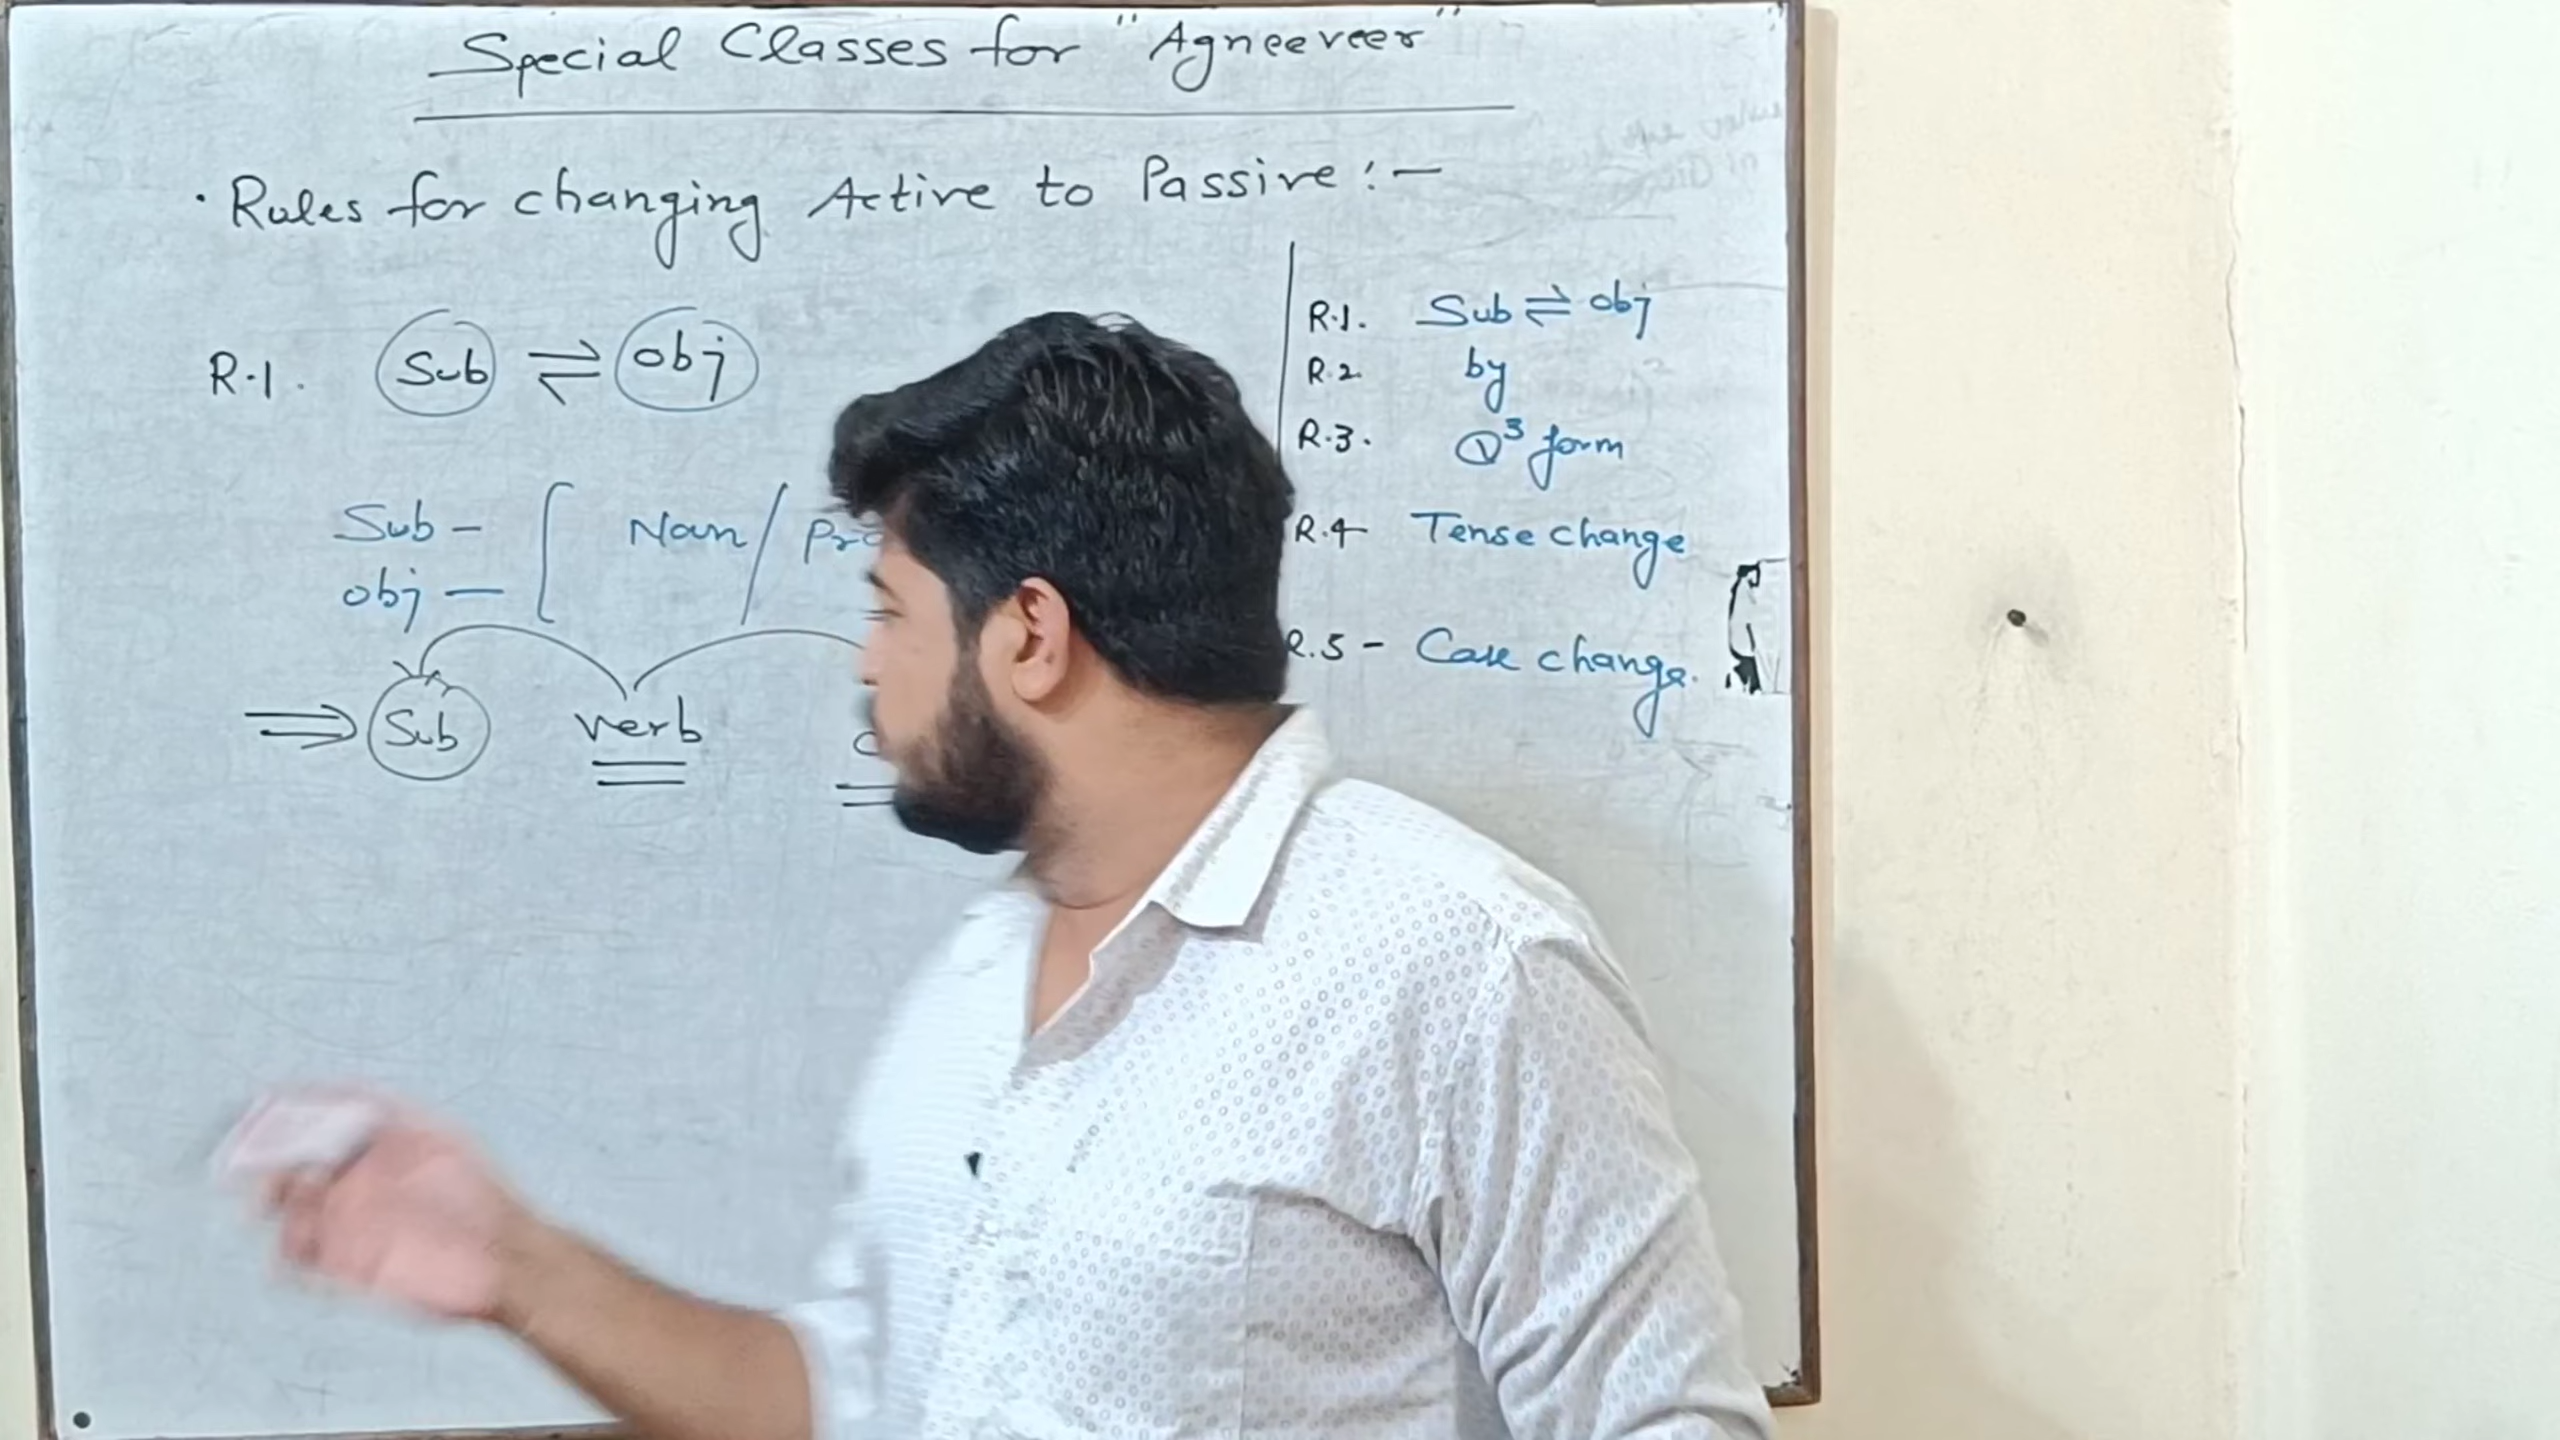 Special Classes for "Agneeveer"
· Rules for changing Active to Passive :-
R.1. Sub ⇌ obj
Sub - [ Noun / Pro
obj —
⇒ Sub verb
R.1. Sub ⇌ obj
R.2. by
R.3. V³ form
R.4 Tense change
R.5 - Case change.